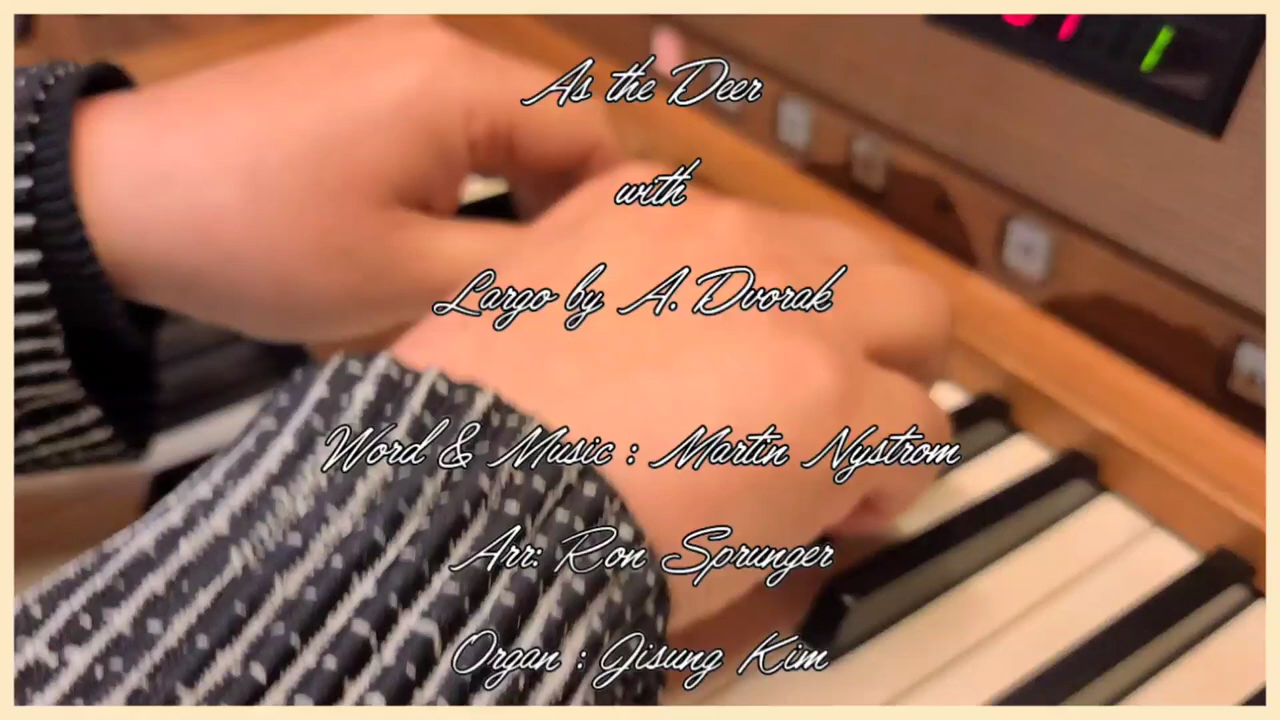 As the Deer
with
Largo by A. Dvorak
Word & Music : Martin Nystrom
Arr: Ron Sprunger
Organ : Jisung Kim